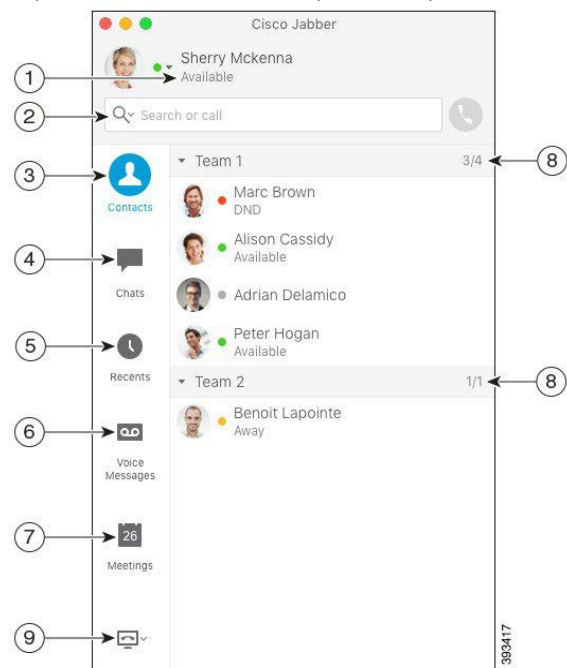 Cisco Jabber
Sherry Mckenna
Available
1
2
Search or call
3
Contacts
Team 1
3/4
8
Marc Brown
DND
Alison Cassidy
Available
4
Chats
Adrian Delamico
Peter Hogan
Available
5
Recents
Team 2
1/1
8
Benoit Lapointe
Away
6
Voice
Messages
7
26
Meetings
9
393417